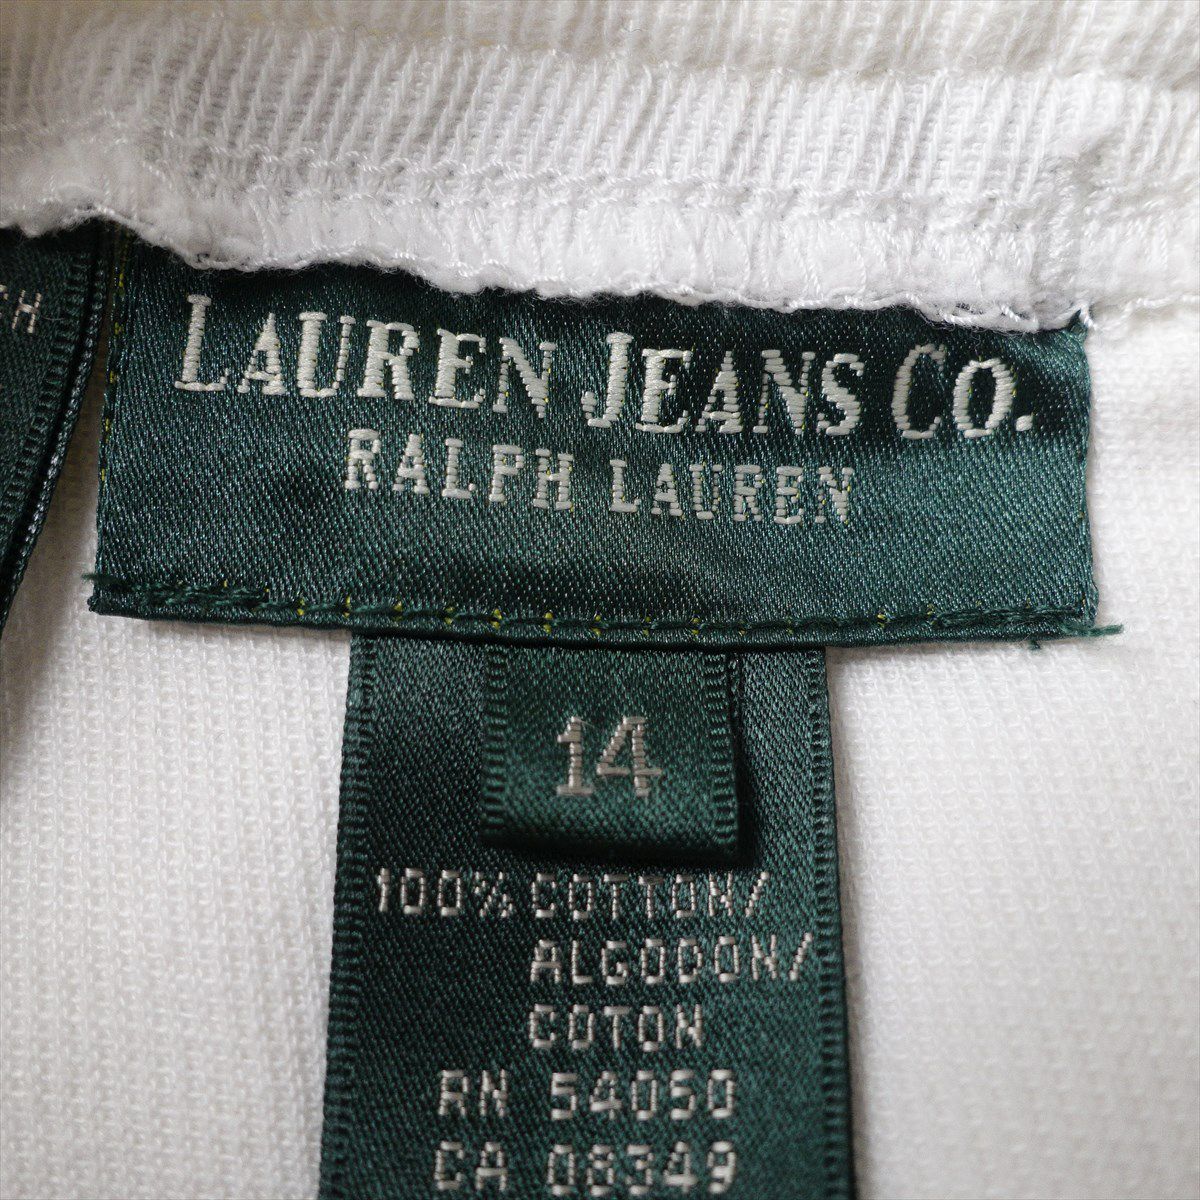 LAUREN JEANS CO.
RALPH LAUREN
14
100% COTTON/
ALGODON/
COTON
RN 54050
CA 08349